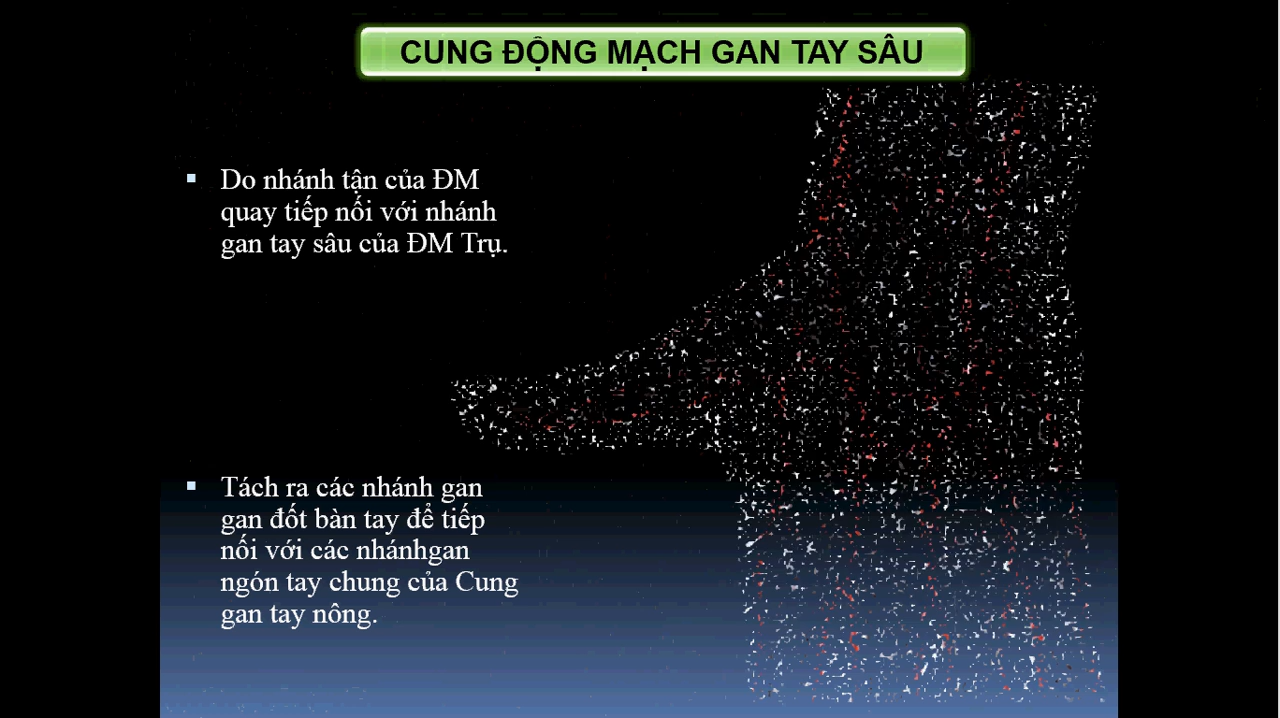 CUNG ĐỘNG MẠCH GAN TAY SÂU
Do nhánh tận của ĐM
quay tiếp nối với nhánh
gan tay sâu của ĐM Trụ.
Tách ra các nhánh gan
gan đốt bàn tay để tiếp
nối với các nhánhgan
ngón tay chung của Cung
gan tay nông.